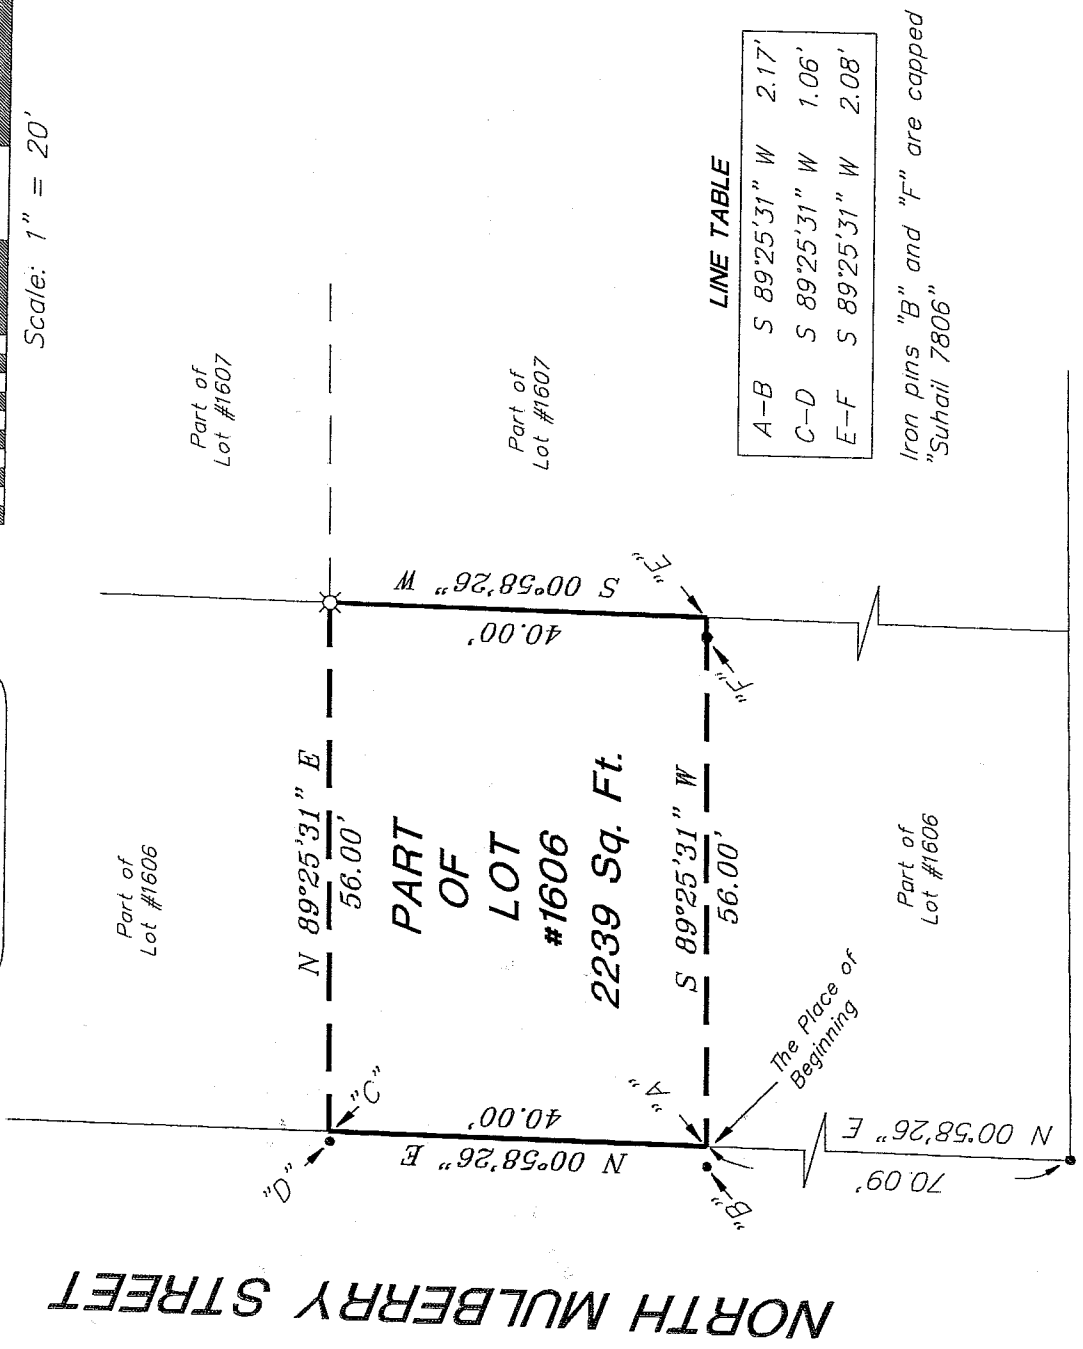 Scale: 1" = 20'
Part of
Lot #1607
Part of
Lot #1607
Part of
Lot #1606
N 89°25'31" E
56.00'
S 00°58'26" W
40.00'
"E"
"F"
PART
OF
LOT
#1606
2239 Sq. Ft.
S 89°25'31" W
56.00'
"C"
"D"
40.00'
N 00°58'26" E
"A"
"B"
The Place of
Beginning
Part of
Lot #1606
N 00°58'26" E
70.09'
LINE TABLE
A-B S 89°25'31" W 2.17'
C-D S 89°25'31" W 1.06'
E-F S 89°25'31" W 2.08'
Iron pins "B" and "F" are capped
"Suhail 7806"
NORTH MULBERRY STREET